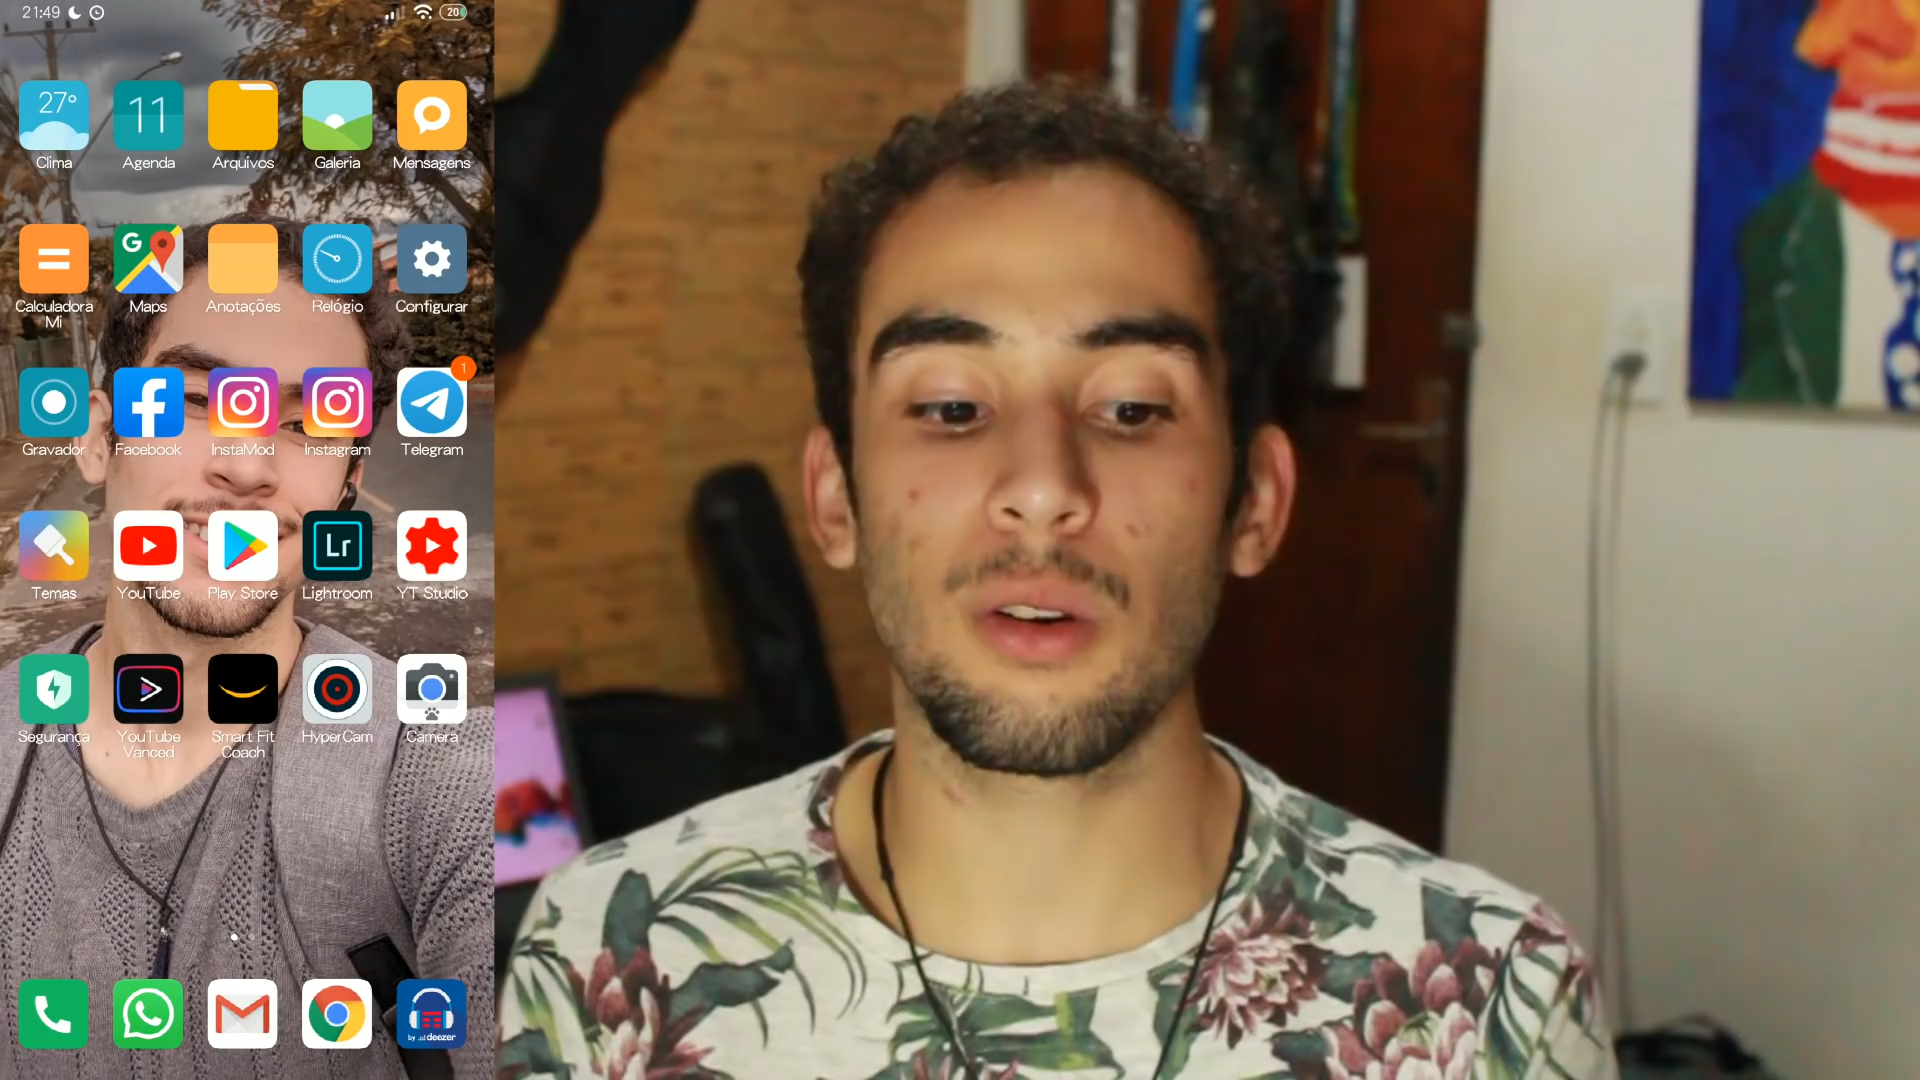 21:49
20
27°
11
Clima
Agenda
Arquivos
Galeria
Mensagens
G
Calculadora
Mi
Maps
Anotações
Relógio
Configurar
1
Gravador
Facebook
InstaMod
Instagram
Telegram
Lr
Temas
YouTube
Play Store
Lightroom
YT Studio
Segurança
YouTube
Vanced
Smart Fit
Coach
HyperCam
Câmera
by deezer